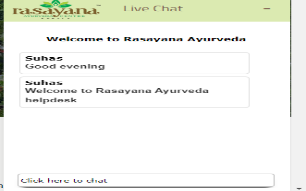 rasayana
Live Chat
Welcome to Rasayana Ayurveda
Suhas
Good evening
Suhas
Welcome to Rasayana Ayurveda
helpdesk
Click here to chat